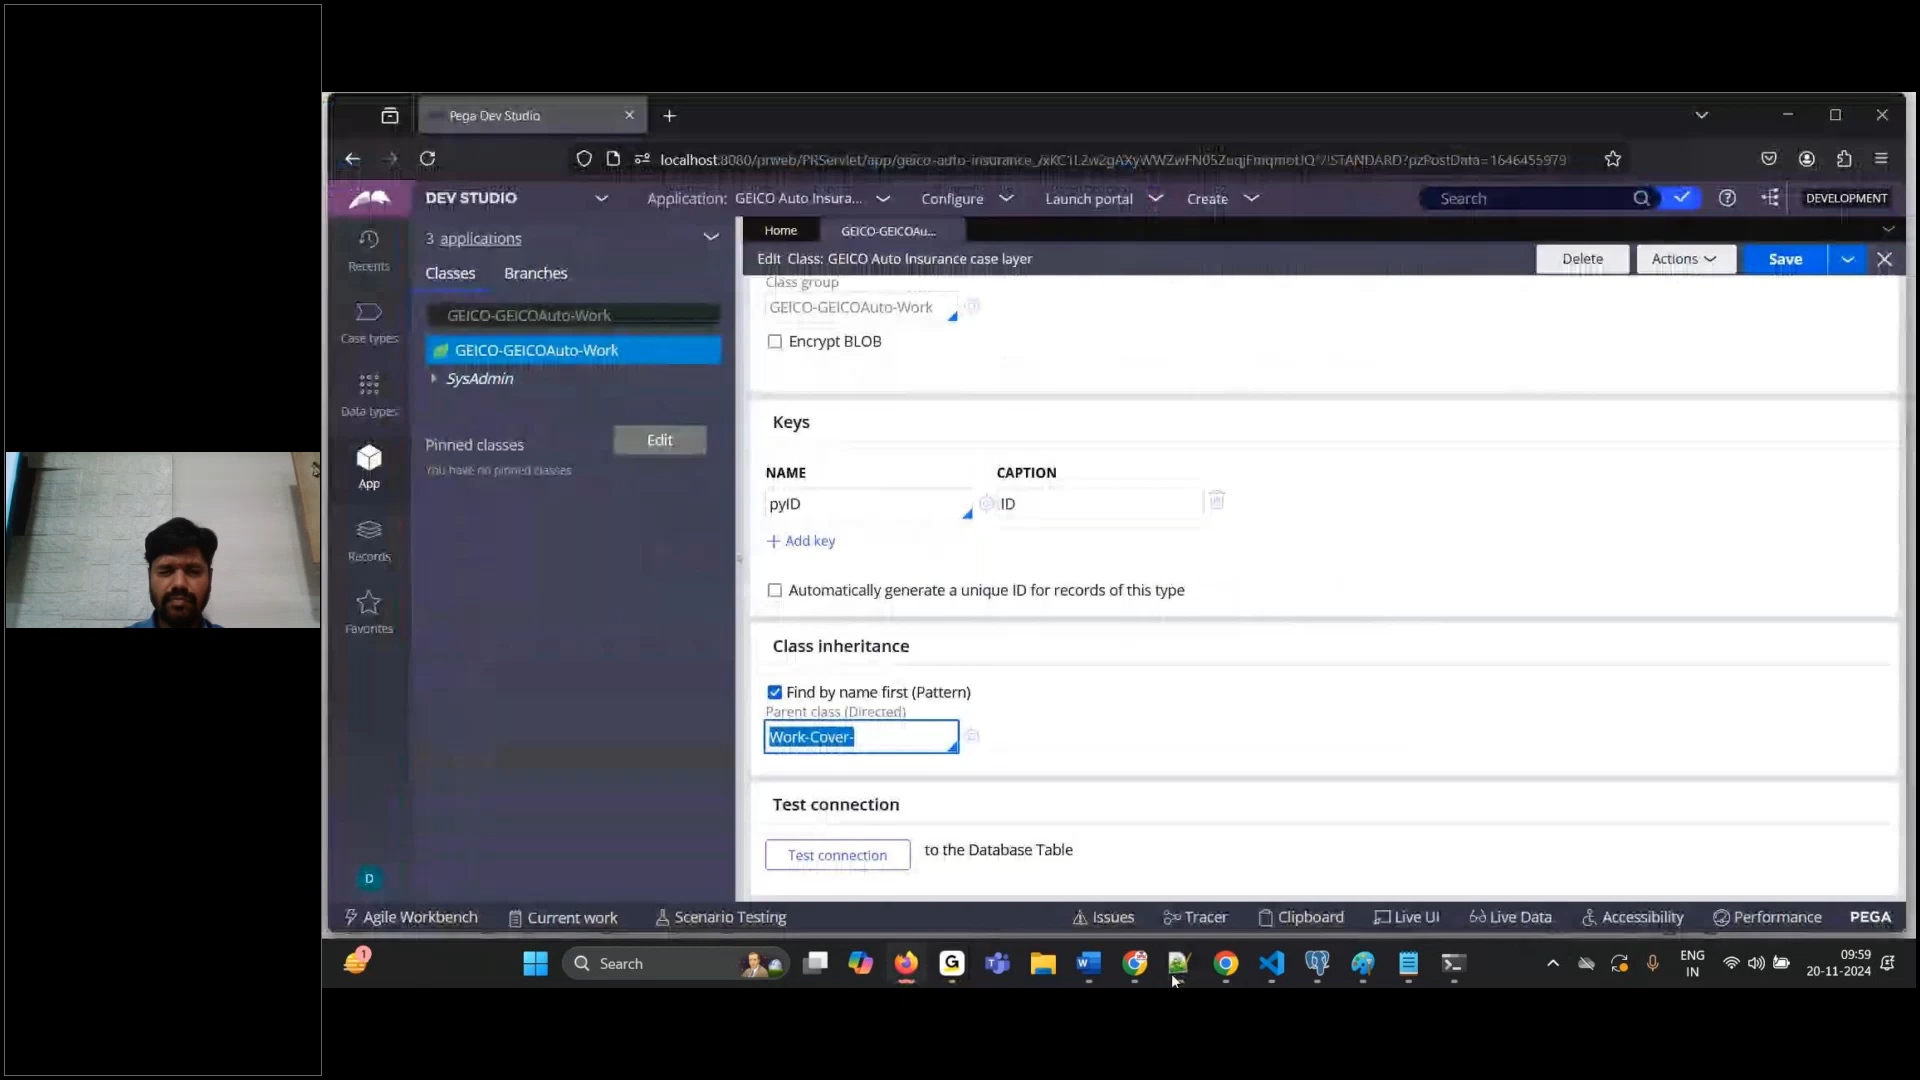 Pega Dev Studio
localhost:8080/prweb/PRServlet/app/geico-auto-insurance_/xKC1L2w2gAXyWWZwFN05ZuqjFmqmotJQ*/!STANDARD?pzPostData=1646455979
DEV STUDIO
Application: GEICO Auto Insura...
Configure
Launch portal
Create
Search
DEVELOPMENT
Recents
Case types
Data types
App
Records
Favorites
D
3 applications
Classes
Branches
GEICO-GEICOAuto-Work
GEICO-GEICOAuto-Work
SysAdmin
Pinned classes
Edit
You have no pinned classes
Home
GEICO-GEICOAu...
Edit Class: GEICO Auto Insurance case layer
Delete
Actions
Save
Class group
GEICO-GEICOAuto-Work
Encrypt BLOB
Keys
NAME
CAPTION
pyID
ID
+ Add key
Automatically generate a unique ID for records of this type
Class inheritance
Find by name first (Pattern)
Parent class (Directed)
Work-Cover-
Test connection
Test connection
to the Database Table
Agile Workbench
Current work
Scenario Testing
Issues
Tracer
Clipboard
Live UI
Live Data
Accessibility
Performance
PEGA
1
Search
ENG
IN
09:59
20-11-2024